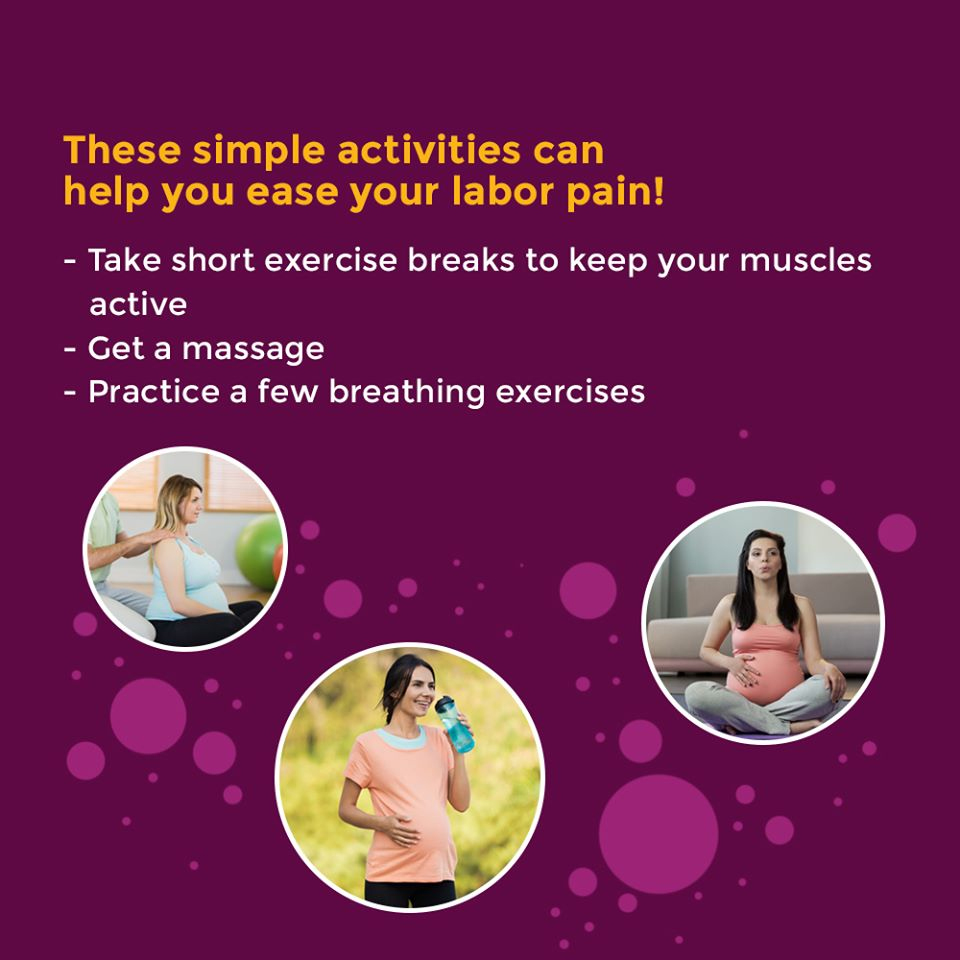 These simple activities can
help you ease your labor pain!
- Take short exercise breaks to keep your muscles
active
- Get a massage
- Practice a few breathing exercises